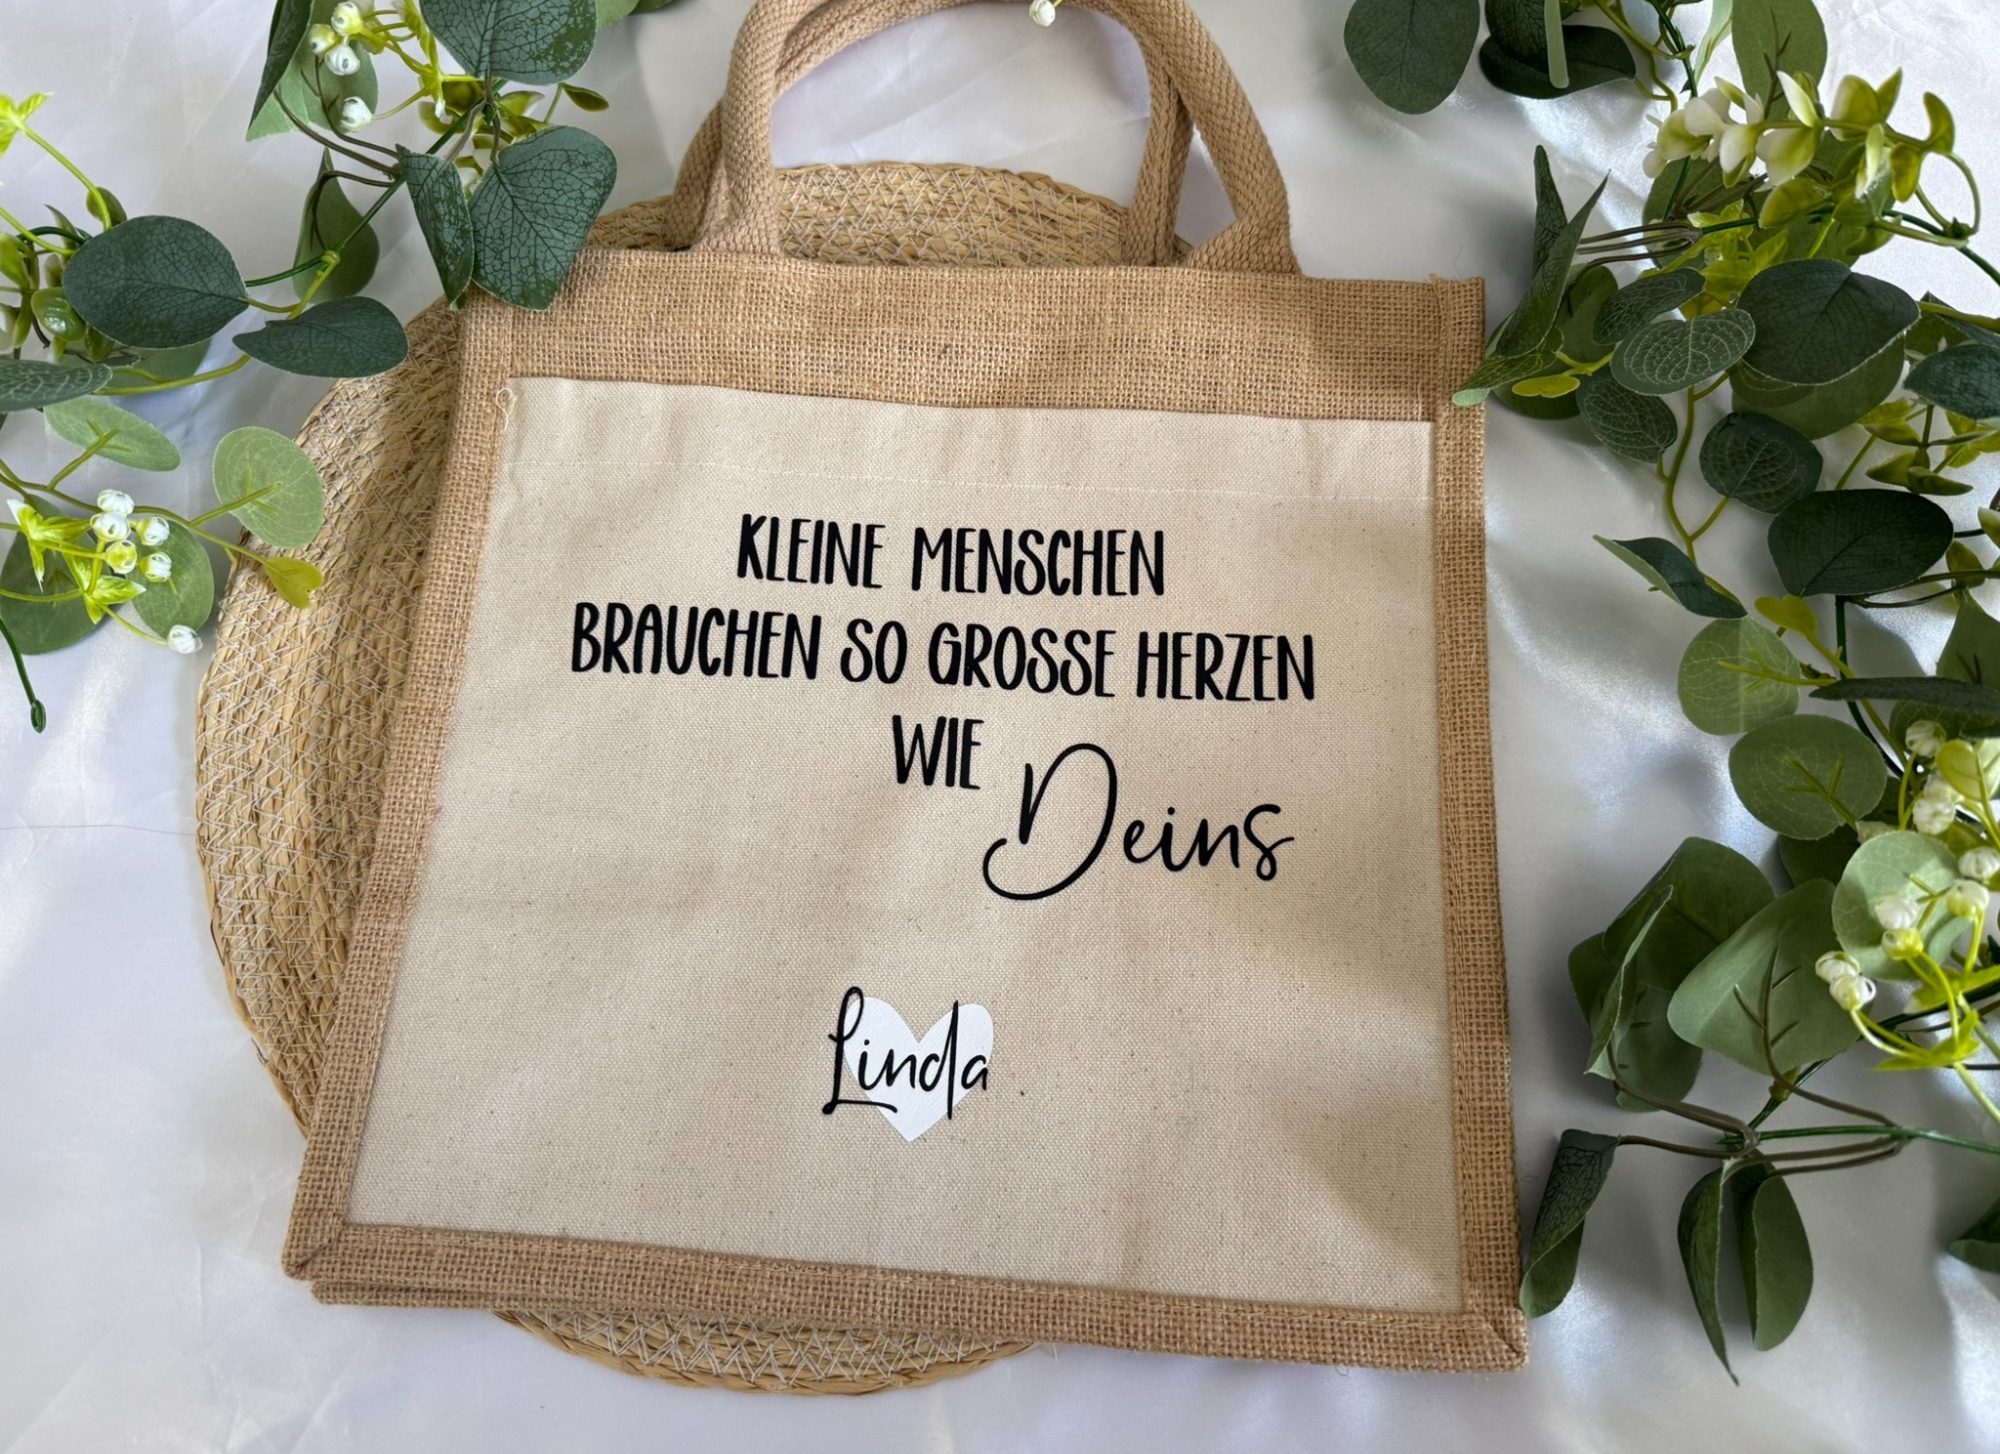 KLEINE MENSCHEN
BRAUCHEN SO GROSSE HERZEN
WIE Deins
Linda